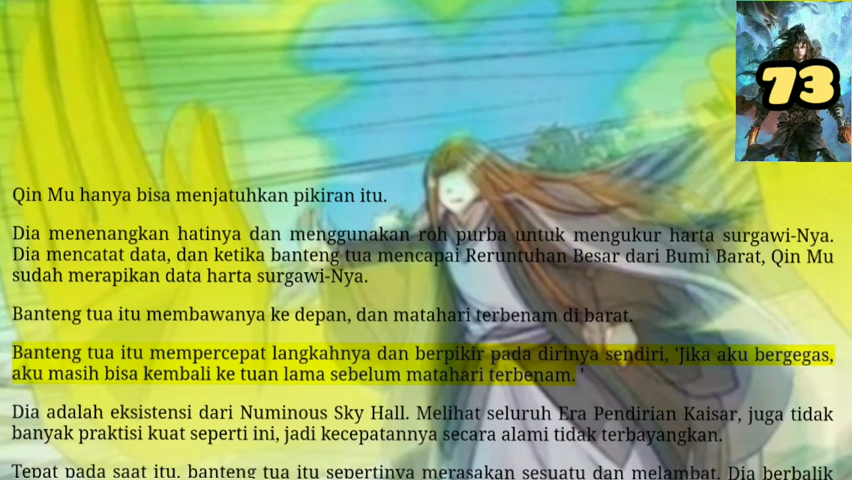 73
Qin Mu hanya bisa menjatuhkan pikiran itu.
Dia menenangkan hatinya dan menggunakan roh purba untuk mengukur harta surgawi-Nya.
Dia mencatat data, dan ketika banteng tua mencapai Reruntuhan Besar dari Bumi Barat, Qin Mu
sudah merapikan data harta surgawi-Nya.
Banteng tua itu membawanya ke depan, dan matahari terbenam di barat.
Banteng tua itu mempercepat langkahnya dan berpikir pada dirinya sendiri, 'Jika aku bergegas,
aku masih bisa kembali ke tuan lama sebelum matahari terbenam. '
Dia adalah eksistensi dari Numinous Sky Hall. Melihat seluruh Era Pendirian Kaisar, juga tidak
banyak praktisi kuat seperti ini, jadi kecepatannya secara alami tidak terbayangkan.
Tepat pada saat itu, banteng tua itu sepertinya merasakan sesuatu dan melambat. Dia berbalik